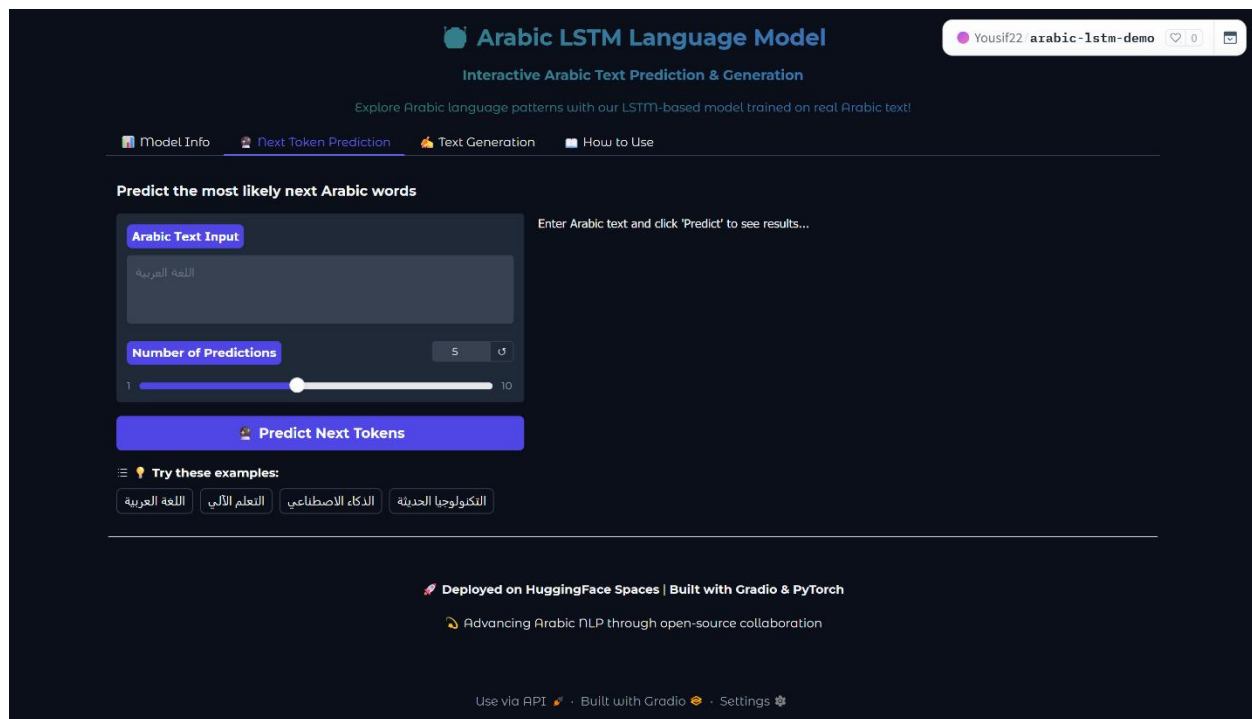 Arabic LSTM Language Model
Yousif22/arabic-lstm-demo 0
Interactive Arabic Text Prediction & Generation
Explore Arabic language patterns with our LSTM-based model trained on real Arabic text!
Model Info Next Token Prediction Text Generation How to Use
Predict the most likely next Arabic words
Arabic Text Input
اللغة العربية
Enter Arabic text and click 'Predict' to see results...
Number of Predictions 5
1 10
Predict Next Tokens
Try these examples:
اللغة العربية التعلم الآلي الذكاء الاصطناعي التكنولوجيا الحديثة
Deployed on HuggingFace Spaces | Built with Gradio & PyTorch
Advancing Arabic NLP through open-source collaboration
Use via API · Built with Gradio · Settings